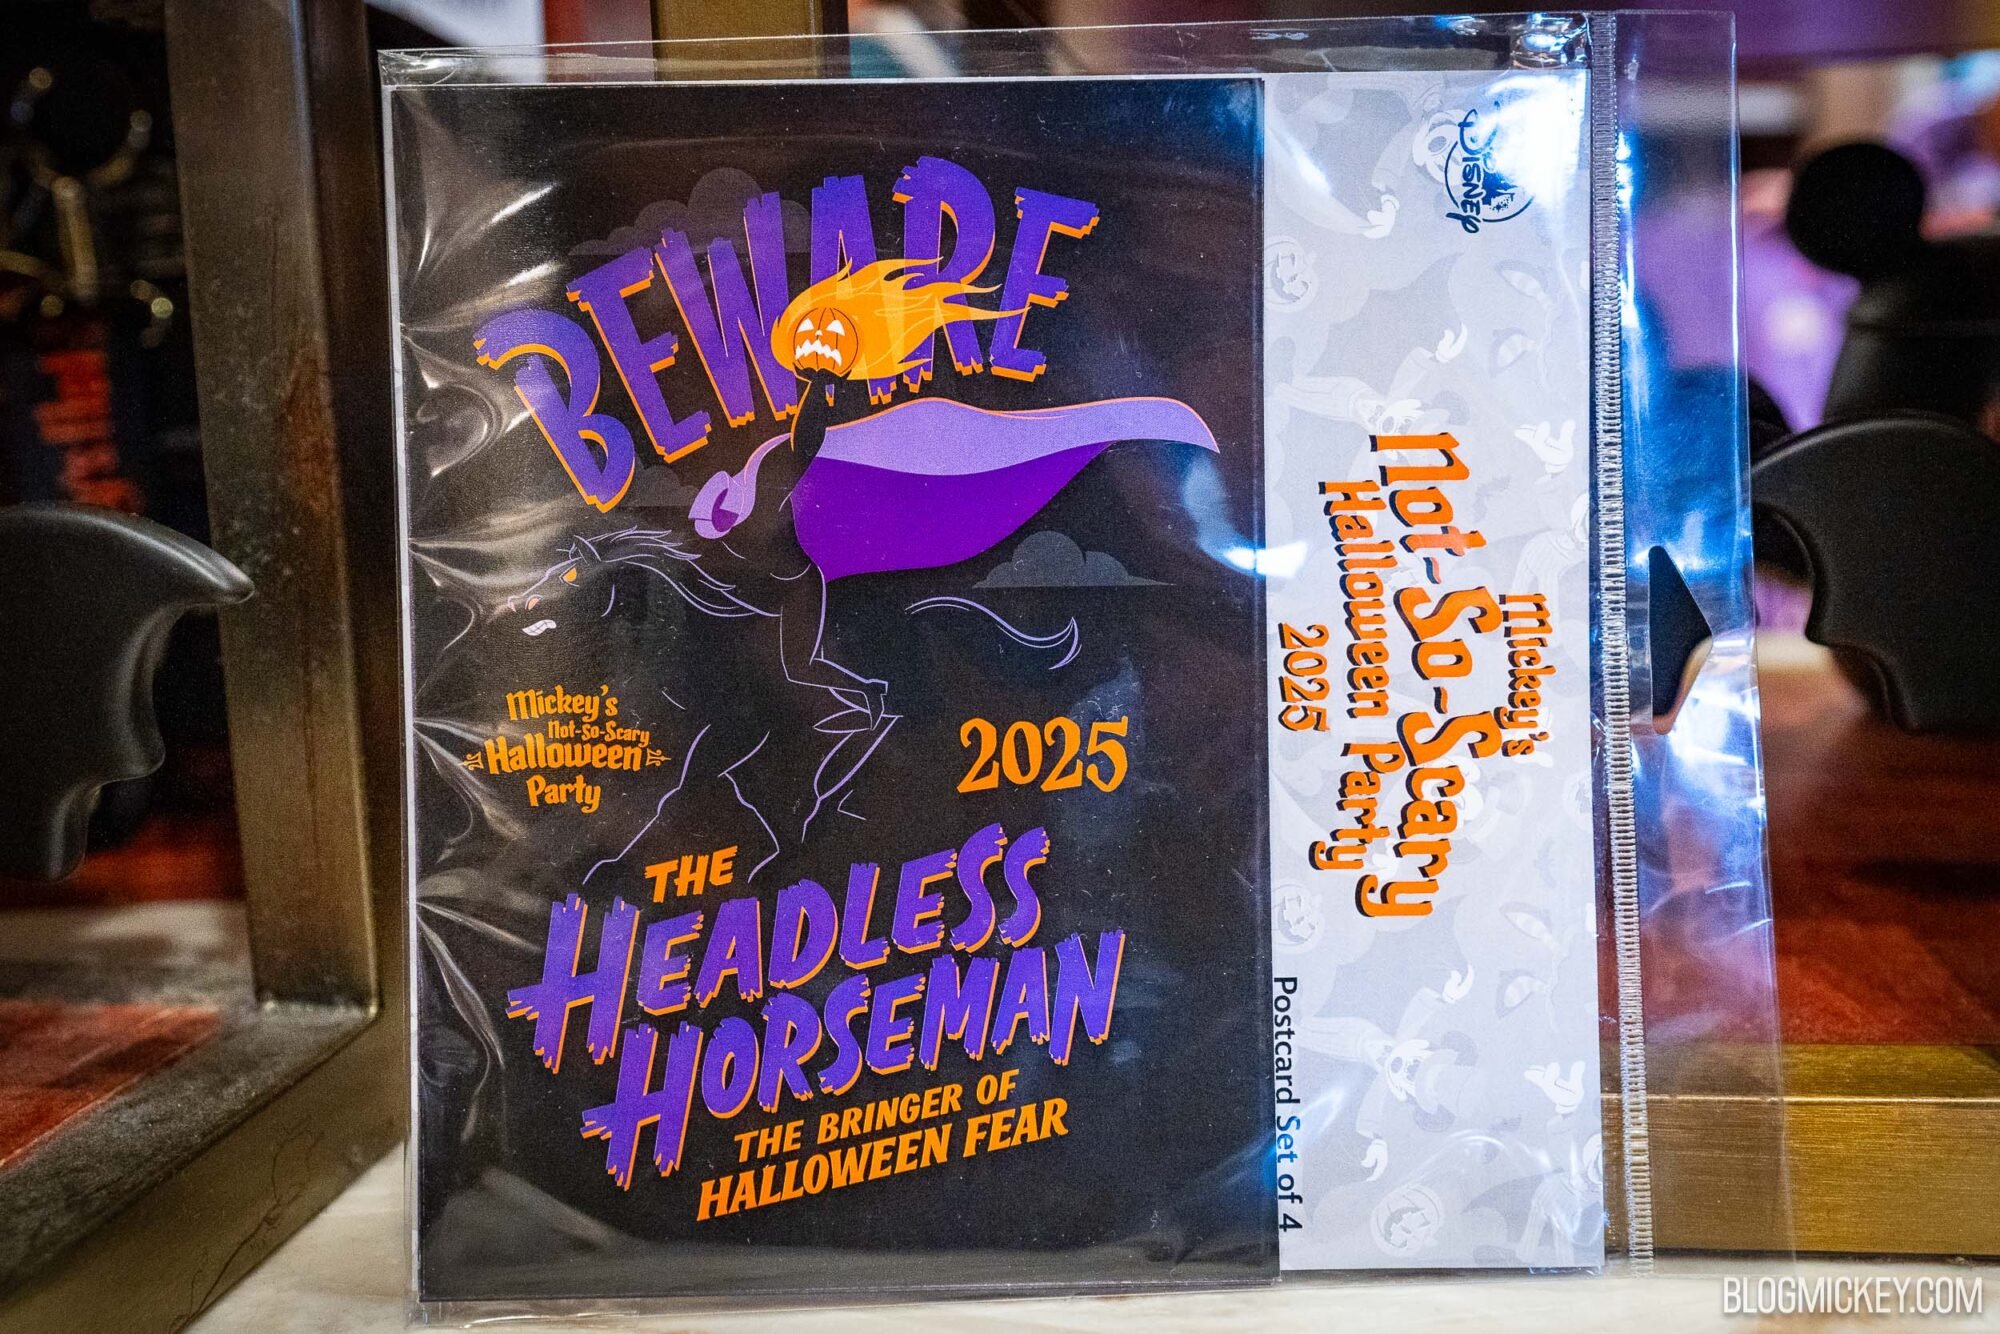 BEWARE
Mickey's
Not-So-Scary
Halloween
Party
2025
THE
HEADLESS
HORSEMAN
THE BRINGER OF
HALLOWEEN FEAR
Disney
Mickey's
Not-So-Scary
Halloween Party
2025
Postcard Set of 4
BLOGMICKEY.COM